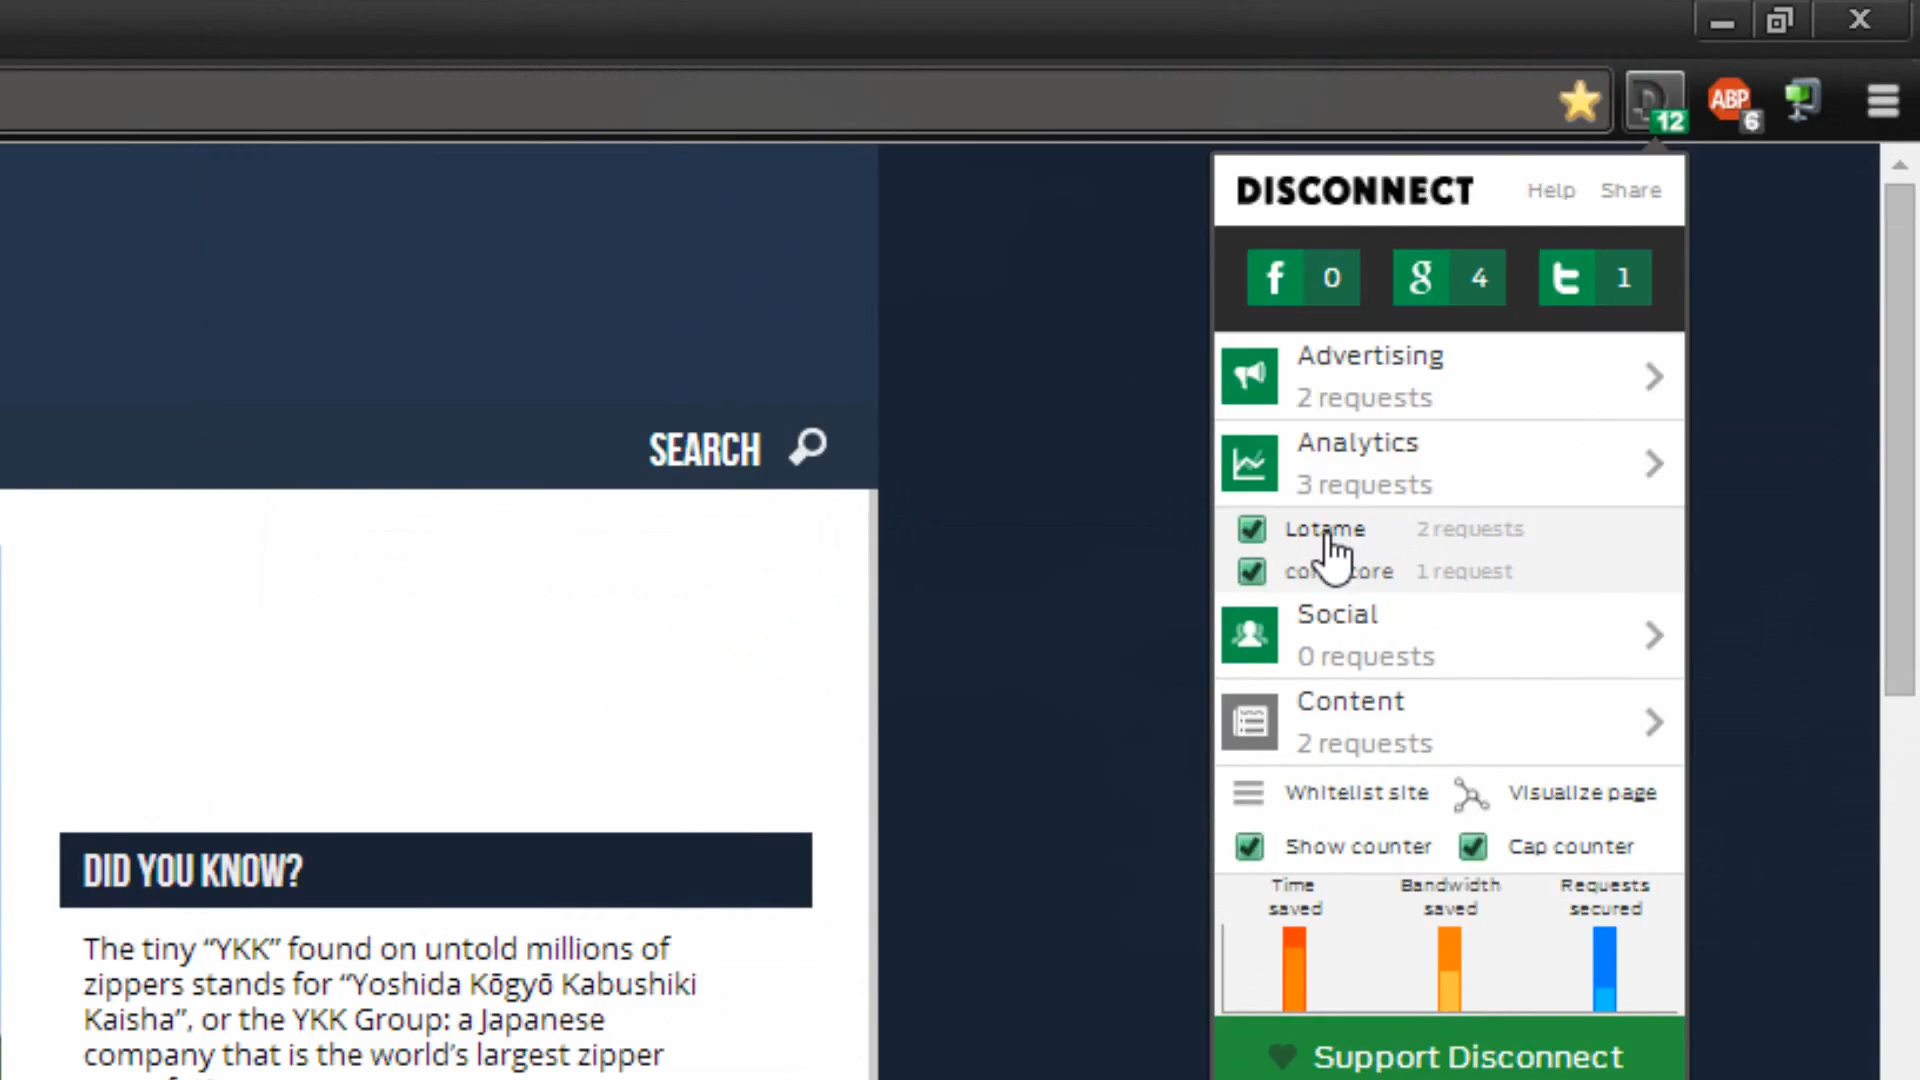 12
ABP
6
DISCONNECT Help Share
f 0 g 4 t 1
Advertising
2 requests
Analytics
SEARCH
3 requests
Lotame 2 requests
1 request
Social
0 requests
Content
2 requests
Whitelist site Visualize page
Show counter Cap counter
DID YOU KNOW?
Time saved
Bandwidth saved
Requests secured
The tiny “YKK” found on untold millions of
zippers stands for “Yoshida Kōgyō Kabushiki
Kaisha”, or the YKK Group: a Japanese
company that is the world’s largest zipper
Support Disconnect